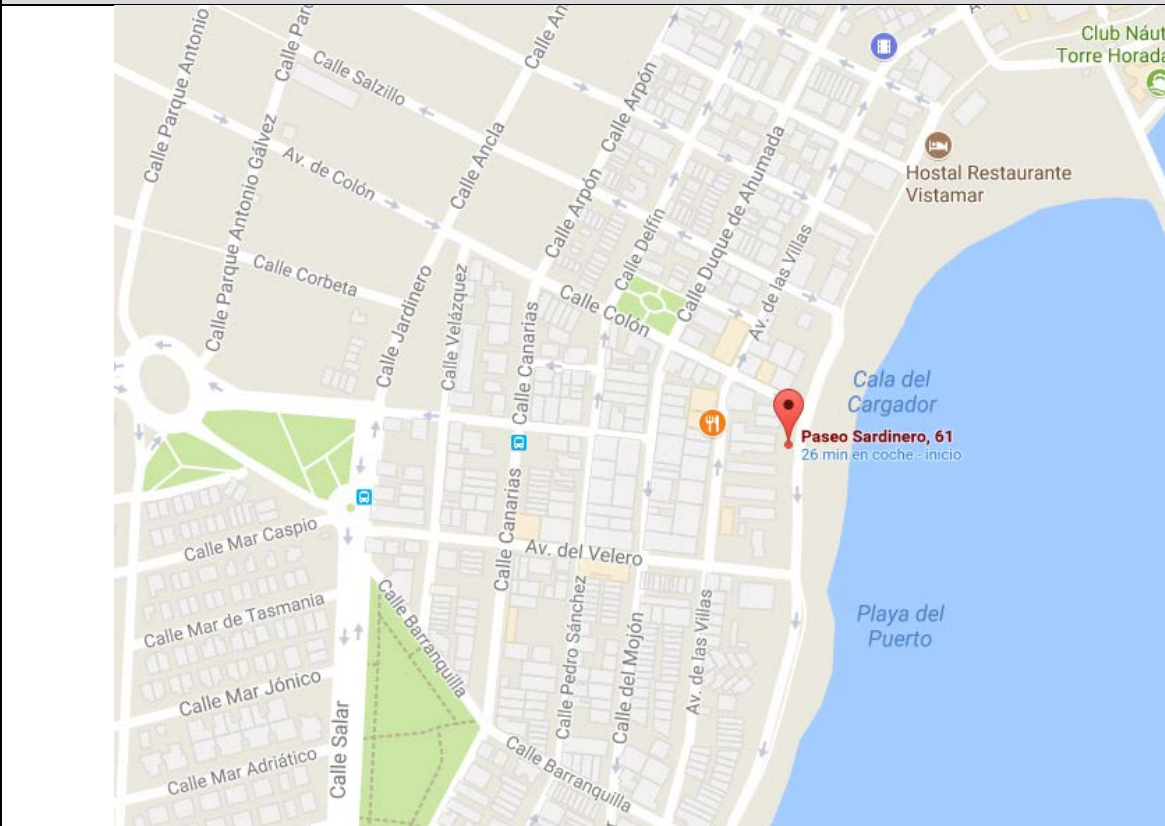 Club Náut
Torre Horada
Calle Parque Antonio
Calle Parc
Calle An
Calle Salzillo
Calle Arpón
Calle Parque Antonio Gálvez
Av. de Colón
Calle Ancla
Calle Arpón
Calle Delfín
Calle Duque de Ahumada
Hostal Restaurante
Vistamar
Calle Corbeta
Calle Jardinero
Calle Velázquez
Calle Canarias
Calle Colón
Av. de las Villas
Cala del
Cargador
Paseo Sardinero, 61
26 min en coche - inicio
Calle Mar Caspio
Calle Canarias
Av. del Velero
Calle Mar de Tasmania
Calle Barranquilla
Calle Pedro Sánchez
Calle del Mojón
Av. de las Villas
Playa del
Puerto
Calle Mar Jónico
Calle Salar
Calle Mar Adriático
Calle Barranquilla